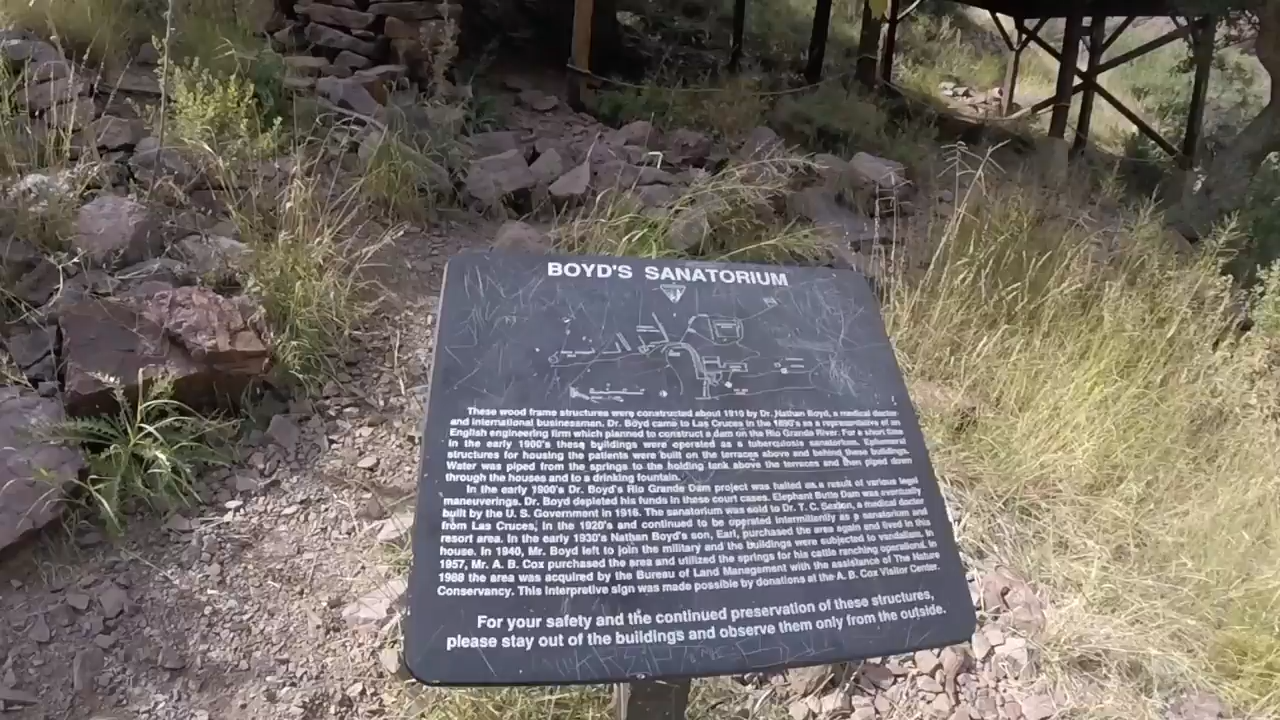 BOYD'S SANATORIUM
These wood frame structures were constructed about 1910 by Dr. Nathan Boyd, a medical doctor
and international businessman. Dr. Boyd came to Las Cruces in the 1890's as a representative of an
English engineering firm which planned to construct a dam on the Rio Grande River. For a short time
in the early 1900's these buildings were operated as a tuberculosis sanatorium. Ephemeral
structures for housing the patients were built on the terraces above and behind these buildings.
Water was piped from the springs to the holding tank above the terraces and then piped down
through the houses and to a drinking fountain.
In the early 1900's Dr. Boyd's Rio Grande Dam project was halted as a result of various legal
maneuverings. Dr. Boyd depleted his funds in these court cases. Elephant Butte Dam was eventually
built by the U. S. Government in 1916. The sanatorium was sold to Dr. T. C. Sexton, a medical doctor
from Las Cruces, in the 1920's and continued to be operated intermittently as a sanatorium and
resort area. In the early 1930's Nathan Boyd's son, Earl, purchased the area again and lived in this
house. In 1940, Mr. Boyd left to join the military and the buildings were subjected to vandalism. In
1957, Mr. A. B. Cox purchased the area and utilized the springs for his cattle ranching operational. In
1988 the area was acquired by the Bureau of Land Management with the assistance of The Nature
Conservancy. This interpretive sign was made possible by donations at the A. B. Cox Visitor Center.
For your safety and the continued preservation of these structures,
please stay out of the buildings and observe them only from the outside.